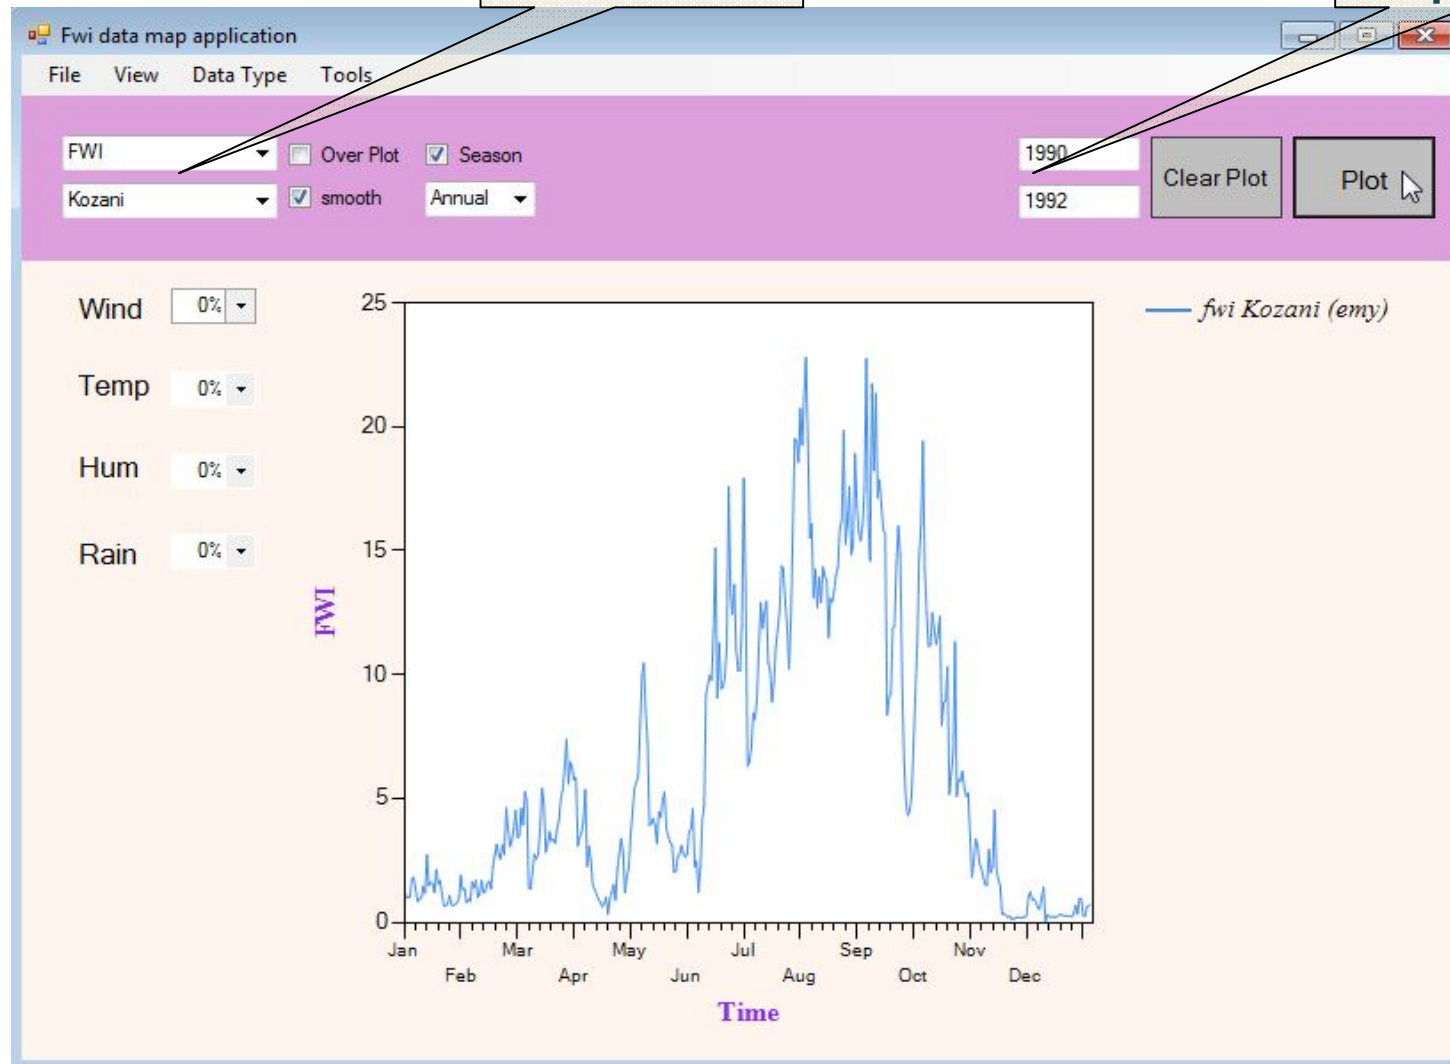 Fwi data map application
File View Data Type Tools
FWI Over Plot Season 1990
Kozani smooth Annual 1992
Clear Plot Plot
Wind 0%
Temp 0%
Hum 0%
Rain 0%
fwi Kozani (emy)
25
20
15
10
5
0
FWI
Jan Mar May Jul Sep Nov
Feb Apr Jun Aug Oct Dec
Time